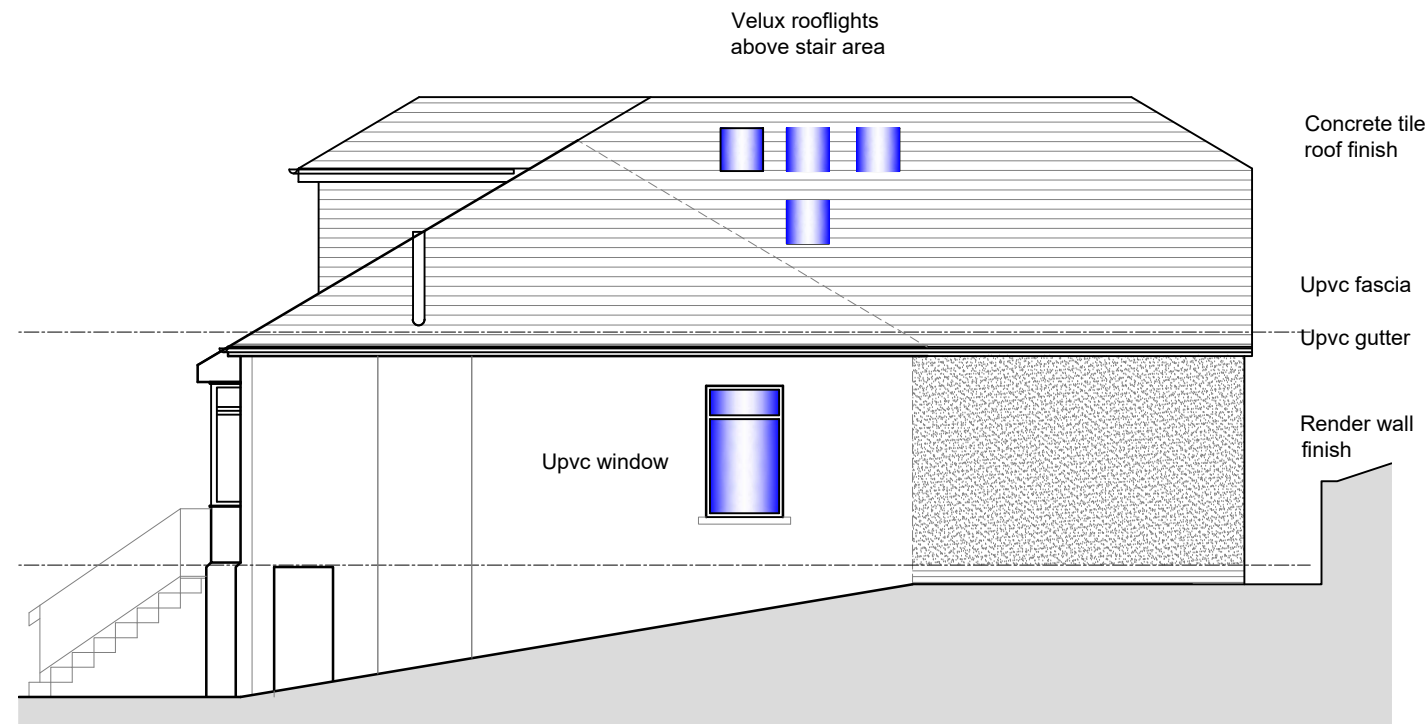 Velux rooflights
above stair area
Concrete tile
roof finish
Upvc fascia
Upvc gutter
Render wall
finish
Upvc window